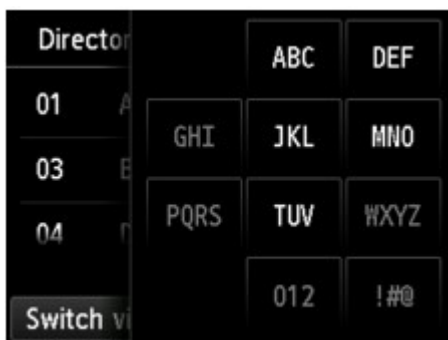 Director
01 A
03 B
04 D
Switch vi
ABC DEF
GHI JKL MNO
PQRS TUV WXYZ
012 !#@